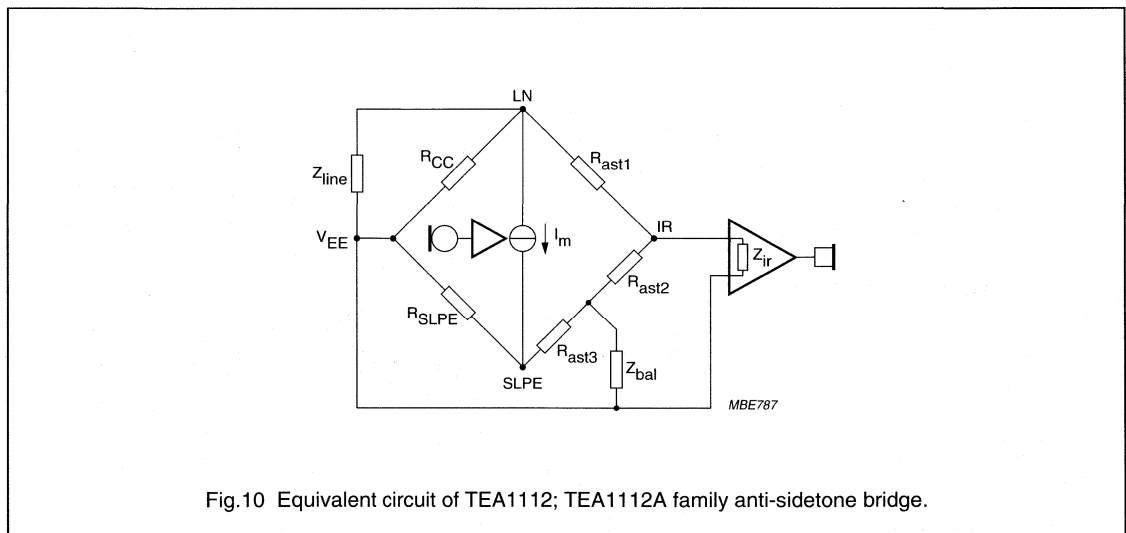 LN
R_CC
R_ast1
Z_line
V_EE
I_m
IR
Z_ir
R_ast2
R_SLPE
R_ast3
Z_bal
SLPE
MBE787
Fig.10 Equivalent circuit of TEA1112; TEA1112A family anti-sidetone bridge.